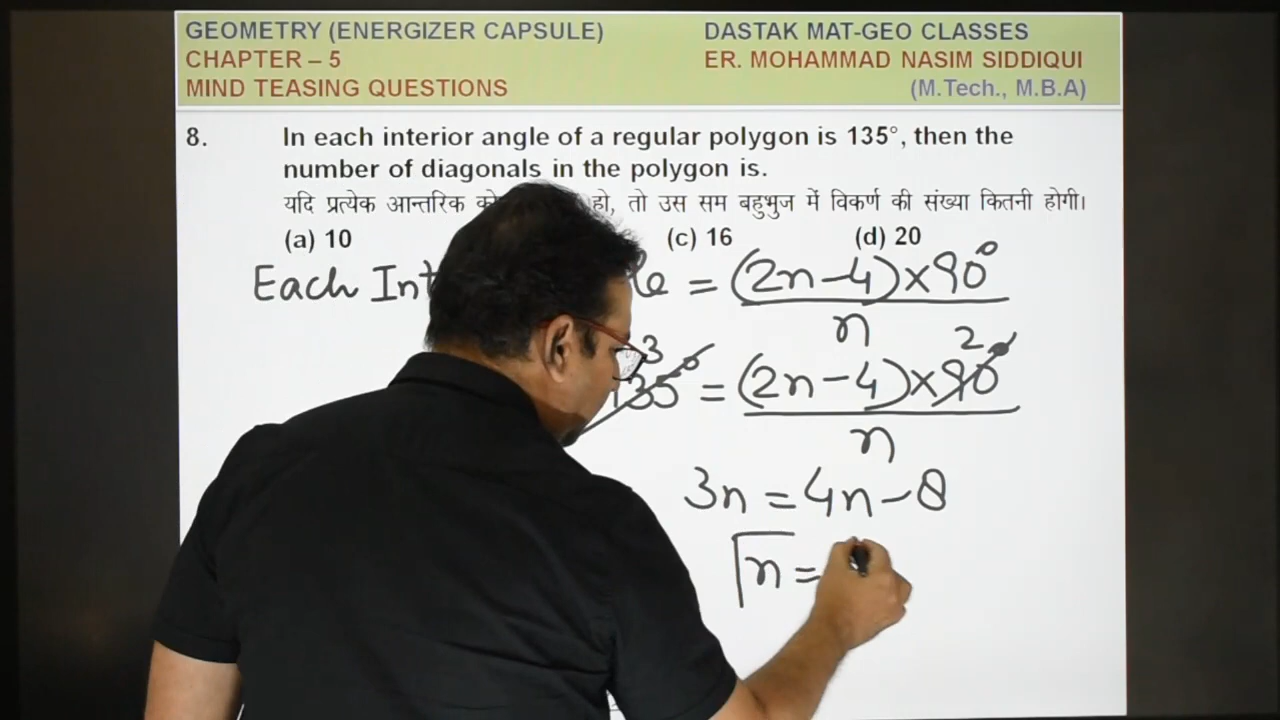 GEOMETRY (ENERGIZER CAPSULE) DASTAK MAT-GEO CLASSES
CHAPTER – 5 ER. MOHAMMAD NASIM SIDDIQUI
MIND TEASING QUESTIONS (M.Tech., M.B.A)
8. In each interior angle of a regular polygon is 135°, then the
number of diagonals in the polygon is.
यदि प्रत्येक आन्तरिक हो, तो उस सम बहुभुज में विकर्ण की संख्या कितनी होगी।
(a) 10 (c) 16 (d) 20
Each = (2n-4)×90°
n
3 2
135° = (2n-4)×90°
n
3n = 4n-8
n =